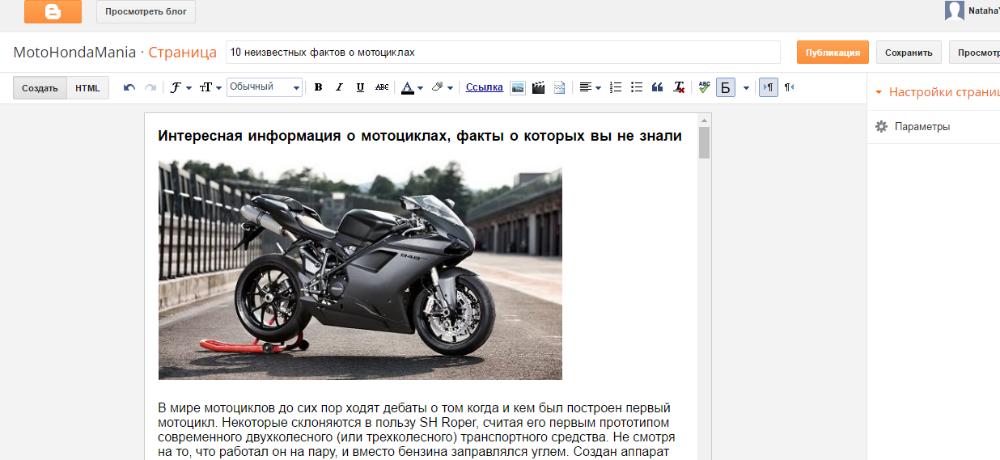 Просмотреть блог
NatahaY
MotoHondaMania · Страница
10 неизвестных фактов о мотоциклах
Публикация
Сохранить
Просмотр
Создать
HTML
Обычный
Ж
Ссылка
ABC
Настройки страниц
Параметры
Интересная информация о мотоциклах, факты о которых вы не знали
848
В мире мотоциклов до сих пор ходят дебаты о том когда и кем был построен первый
мотоцикл. Некоторые склоняются в пользу SH Roper, считая его первым прототипом
современного двухколесного (или трехколесного) транспортного средства. Не смотря
на то, что работал он на пару, и вместо бензина заправлялся углем. Создан аппарат